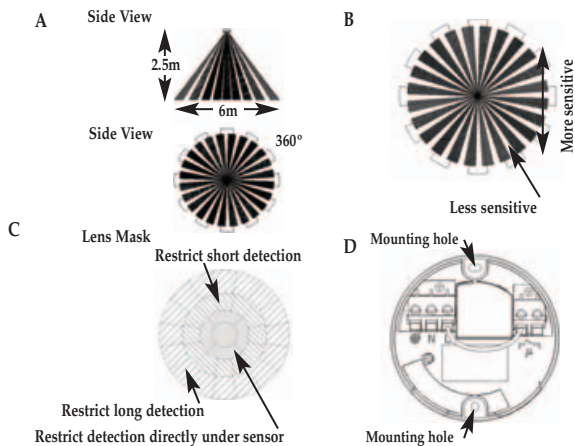 A
Side View
2.5m
6m
Side View
360º
B
More sensitive
Less sensitive
C
Lens Mask
Restrict short detection
Restrict long detection
Restrict detection directly under sensor
D
Mounting hole
N
L
Mounting hole